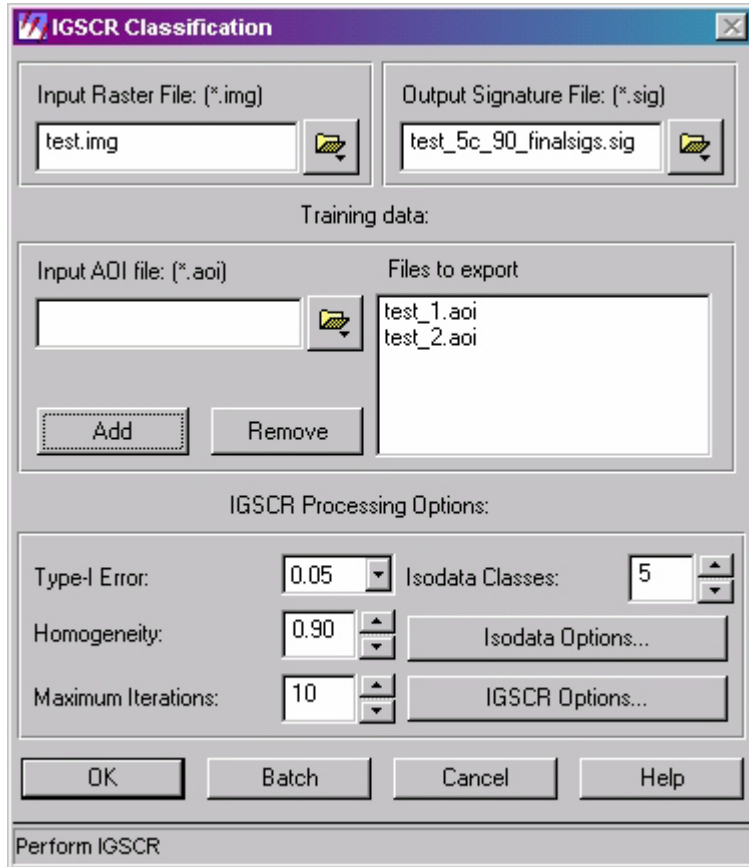 IGSCR Classification
Input Raster File: (*.img)
test.img
Output Signature File: (*.sig)
test_5c_90_finalsigs.sig
Training data:
Input AOI file: (*.aoi)
Files to export
test_1.aoi
test_2.aoi
Add
Remove
IGSCR Processing Options:
Type-I Error:
0.05
Isodata Classes:
5
Homogeneity:
0.90
Isodata Options...
Maximum Iterations:
10
IGSCR Options...
OK
Batch
Cancel
Help
Perform IGSCR